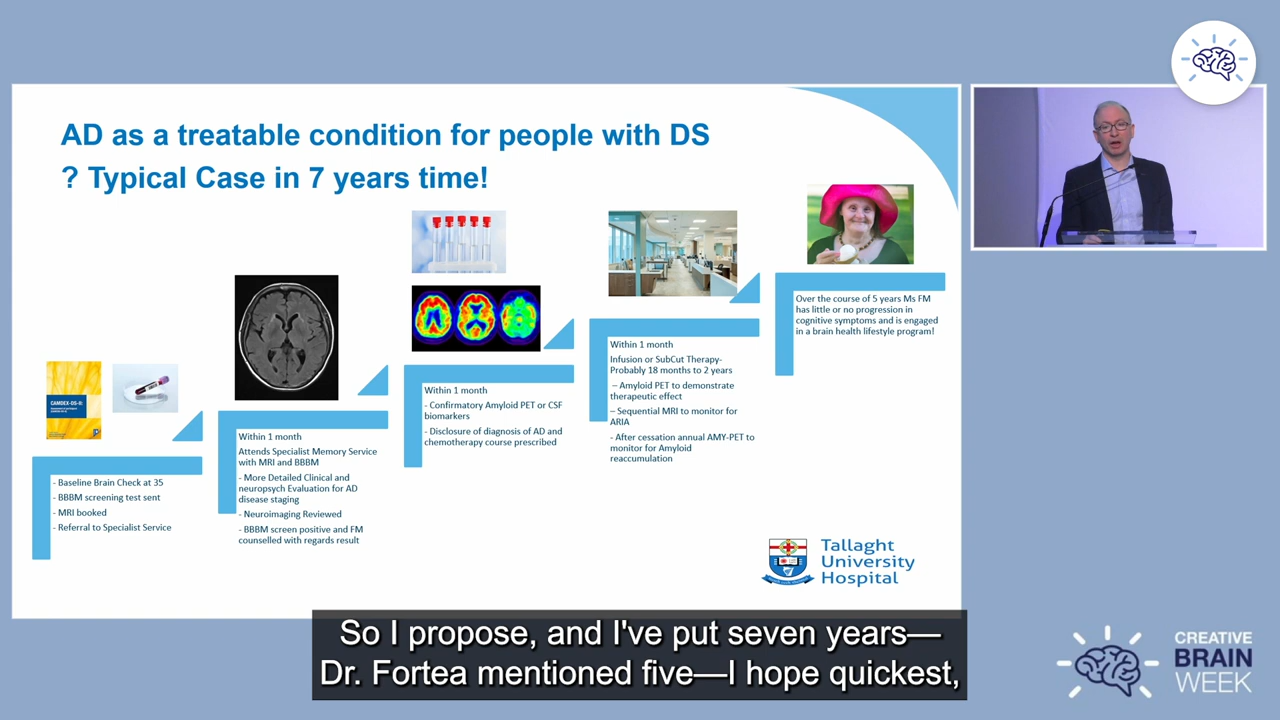 AD as a treatable condition for people with DS
? Typical Case in 7 years time!
CAMDEX-DS-II:
- Baseline Brain Check at 35
- BBBM screening test sent
- MRI booked
- Referral to Specialist Service
Within 1 month
Attends Specialist Memory Service
with MRI and BBBM
- More Detailed Clinical and
neuropsych Evaluation for AD
disease staging
- Neuroimaging Reviewed
- BBBM screen positive and FM
counselled with regards result
Within 1 month
- Confirmatory Amyloid PET or CSF
biomarkers
- Disclosure of diagnosis of AD and
chemotherapy course prescribed
Within 1 month
Infusion or SubCut Therapy-
Probably 18 months to 2 years
– Amyloid PET to demonstrate
therapeutic effect
– Sequential MRI to monitor for
ARIA
- After cessation annual AMY-PET to
monitor for Amyloid
reaccumulation
Over the course of 5 years Ms FM
has little or no progression in
cognitive symptoms and is engaged
in a brain health lifestyle program!
Tallaght
University
Hospital
So I propose, and I've put seven years—
Dr. Fortea mentioned five—I hope quickest,
CREATIVE
BRAIN
WEEK